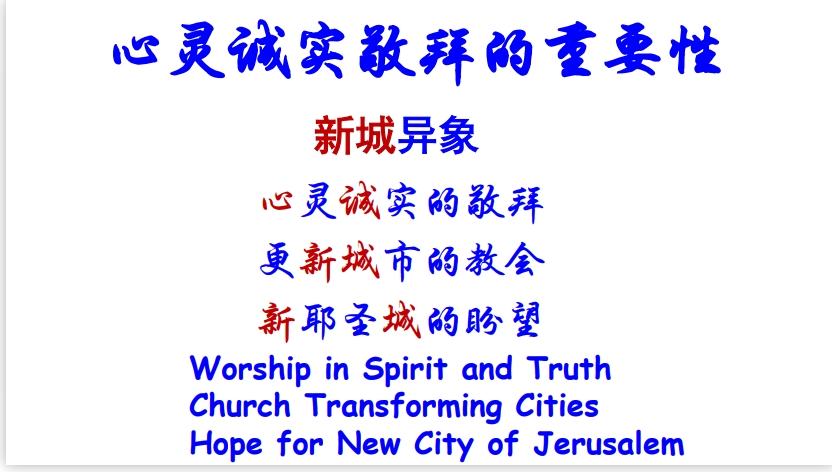 心灵诚实敬拜的重要性
新城异象
心灵诚实的敬拜
更新城市的教会
新耶圣城的盼望
Worship in Spirit and Truth
Church Transforming Cities
Hope for New City of Jerusalem